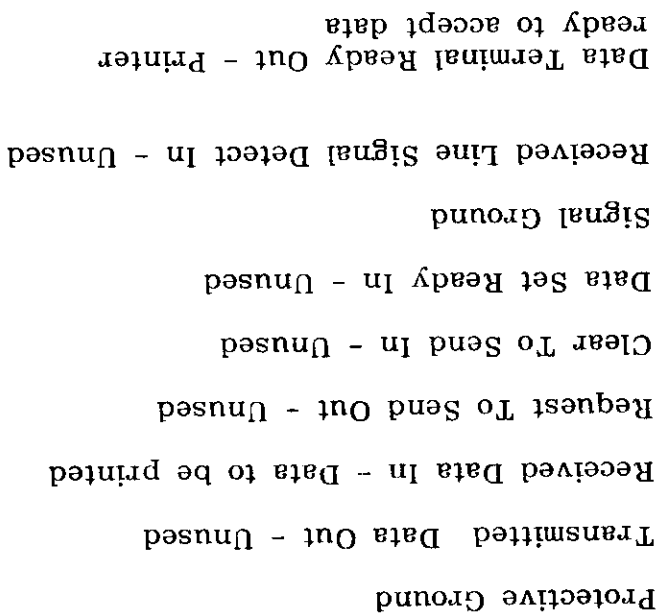 Protective Ground
Transmitted Data Out - Unused
Received Data In - Data to be printed
Request To Send Out - Unused
Clear To Send In - Unused
Data Set Ready In - Unused
Signal Ground
Received Line Signal Detect In - Unused
Data Terminal Ready Out - Printer
ready to accept data